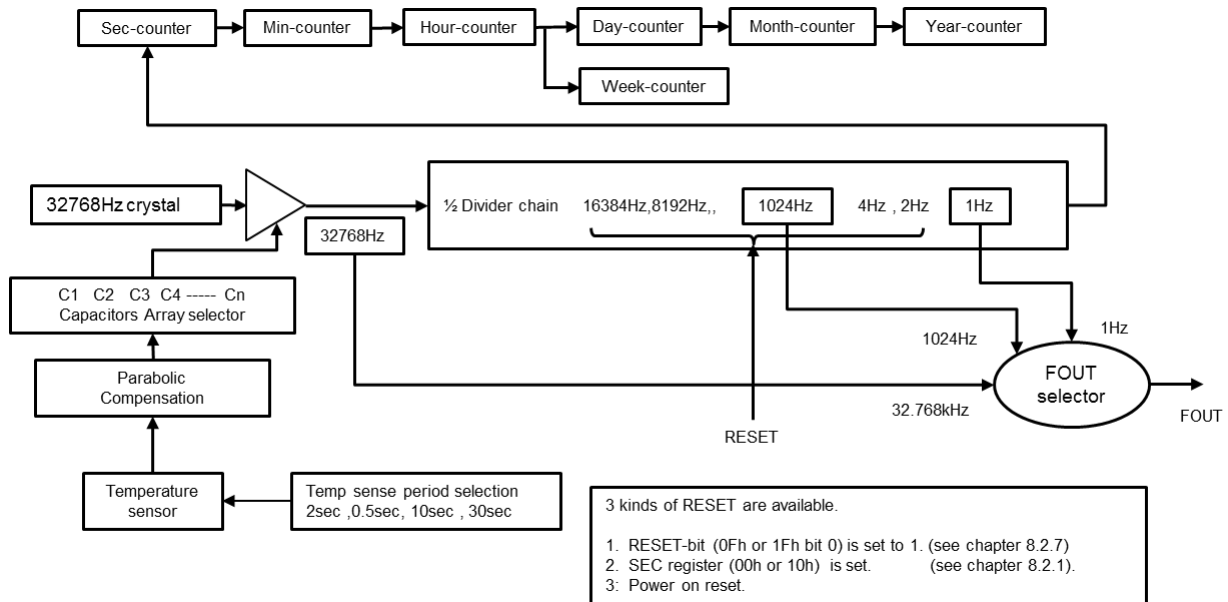 Sec-counter
Min-counter
Hour-counter
Day-counter
Month-counter
Year-counter
Week-counter
32768Hz crystal
32768Hz
½ Divider chain
16384Hz,8192Hz,,
1024Hz
4Hz , 2Hz
1Hz
C1 C2 C3 C4 ----- Cn
Capacitors Array selector
Parabolic
Compensation
Temperature
sensor
Temp sense period selection
2sec ,0.5sec, 10sec , 30sec
RESET
1024Hz
1Hz
32.768kHz
FOUT
selector
FOUT
3 kinds of RESET are available.
1. RESET-bit (0Fh or 1Fh bit 0) is set to 1. (see chapter 8.2.7)
2. SEC register (00h or 10h) is set. (see chapter 8.2.1).
3: Power on reset.